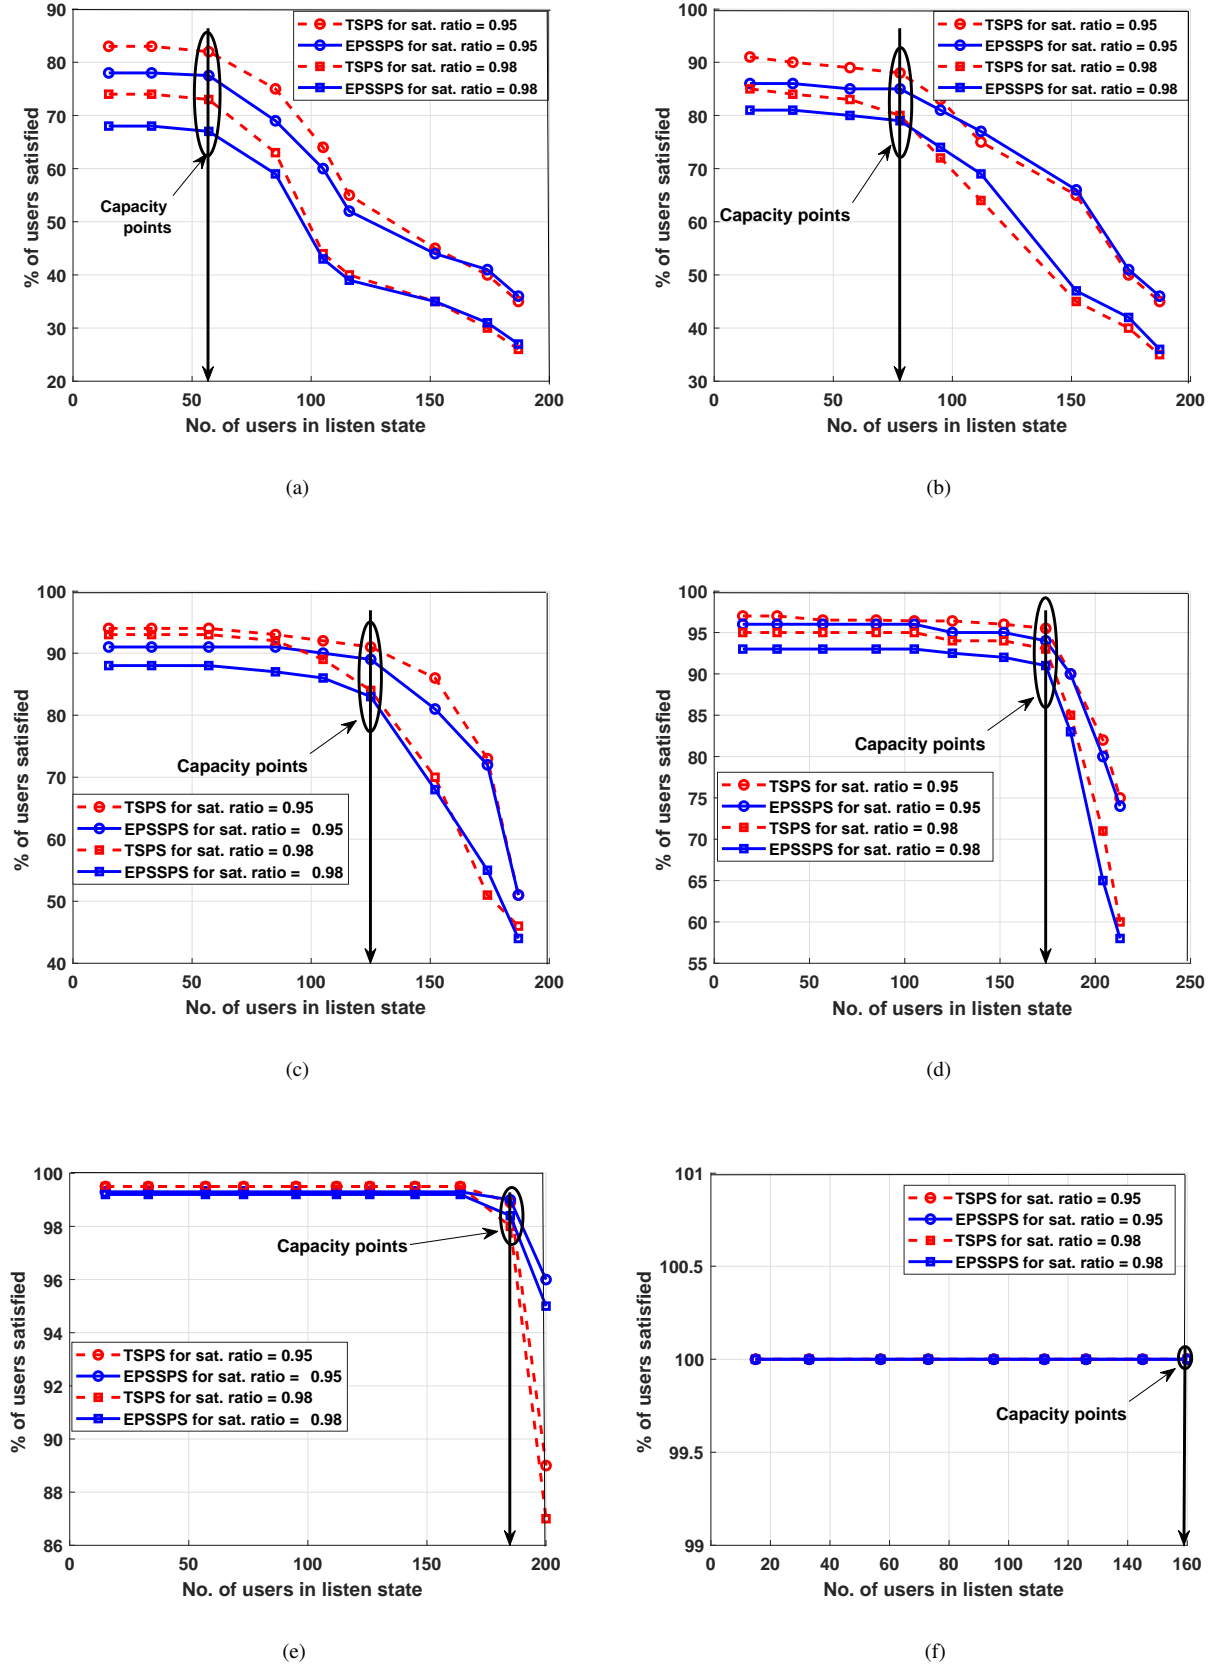 90
80
70
60
50
40
30
20
0
50
100
150
200
% of users satisfied
No. of users in listen state
TSPS for sat. ratio = 0.95
EPSSPS for sat. ratio = 0.95
TSPS for sat. ratio = 0.98
EPSSPS for sat. ratio = 0.98
Capacity
points
(a)
100
90
80
70
60
50
40
30
0
50
100
150
200
% of users satisfied
No. of users in listen state
TSPS for sat. ratio = 0.95
EPSSPS for sat. ratio = 0.95
TSPS for sat. ratio = 0.98
EPSSPS for sat. ratio = 0.98
Capacity points
(b)
100
90
80
70
60
50
40
0
50
100
150
200
% of users satisfied
No. of users in listen state
Capacity points
TSPS for sat. ratio = 0.95
EPSSPS for sat. ratio = 0.95
TSPS for sat. ratio = 0.98
EPSSPS for sat. ratio = 0.98
(c)
100
95
90
85
80
75
70
65
60
55
0
50
100
150
200
250
% of users satisfied
No. of users in listen state
Capacity points
TSPS for sat. ratio = 0.95
EPSSPS for sat. ratio = 0.95
TSPS for sat. ratio = 0.98
EPSSPS for sat. ratio = 0.98
(d)
100
98
96
94
92
90
88
86
0
50
100
150
200
% of users satisfied
No. of users in listen state
Capacity points
TSPS for sat. ratio = 0.95
EPSSPS for sat. ratio = 0.95
TSPS for sat. ratio = 0.98
EPSSPS for sat. ratio = 0.98
(e)
101
100.5
100
99.5
99
0
20
40
60
80
100
120
140
160
% of users satisfied
No. of users in listen state
TSPS for sat. ratio = 0.95
EPSSPS for sat. ratio = 0.95
TSPS for sat. ratio = 0.98
EPSSPS for sat. ratio = 0.98
Capacity points
(f)